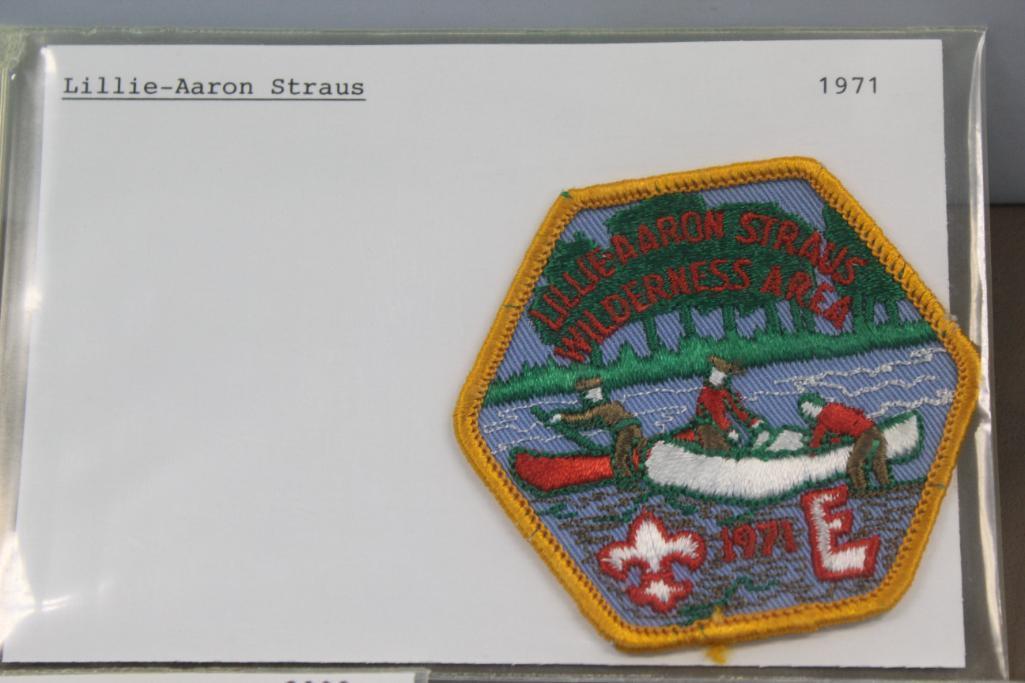 Lillie-Aaron Straus 1971
LILLIE-AARON STRAUS
WILDERNESS AREA
1971 E